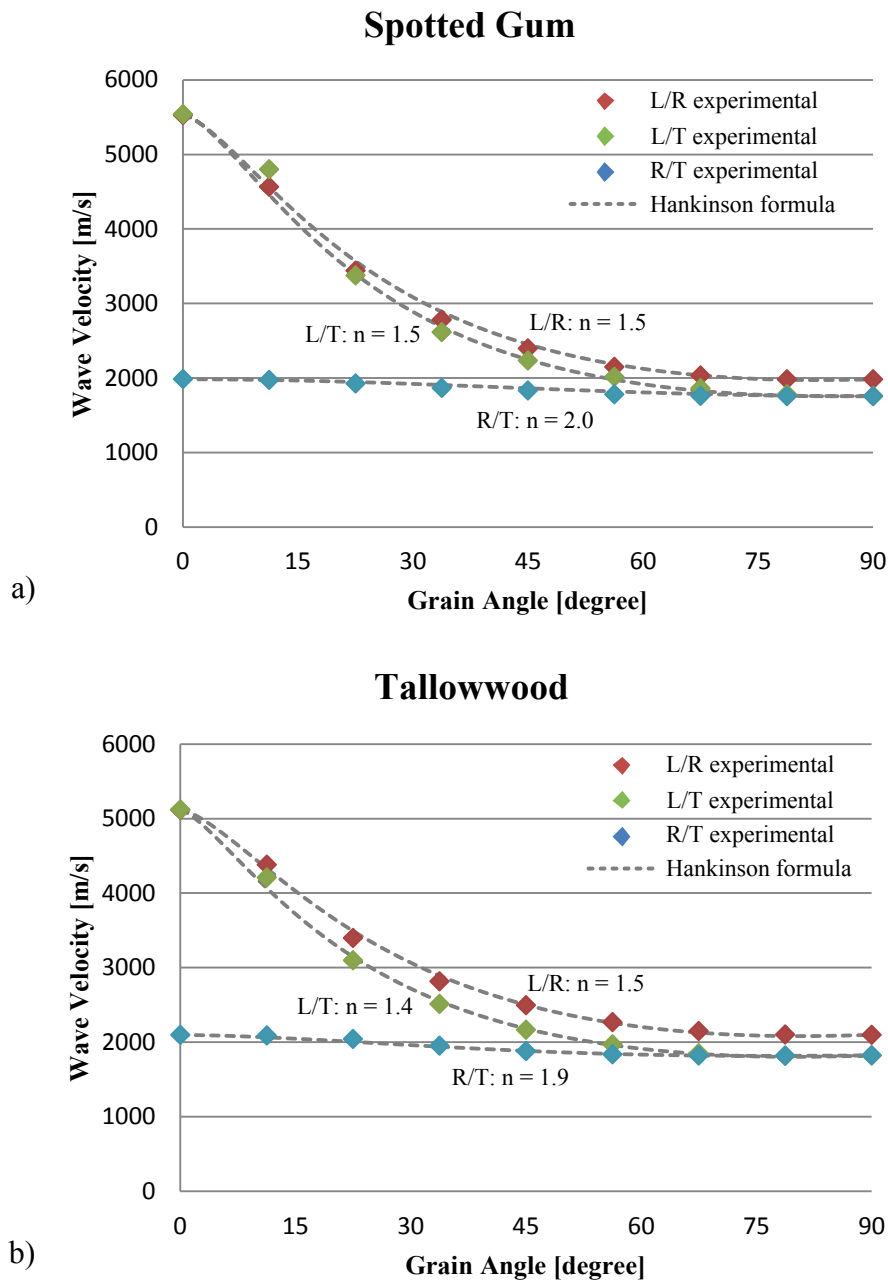 Spotted Gum
6000
5000
4000
3000
2000
1000
0
Wave Velocity [m/s]
L/R experimental
L/T experimental
R/T experimental
Hankinson formula
L/T: n = 1.5
L/R: n = 1.5
R/T: n = 2.0
0 15 30 45 60 75 90
Grain Angle [degree]
a)
Tallowwood
6000
5000
4000
3000
2000
1000
0
Wave Velocity [m/s]
L/R experimental
L/T experimental
R/T experimental
Hankinson formula
L/T: n = 1.4
L/R: n = 1.5
R/T: n = 1.9
0 15 30 45 60 75 90
Grain Angle [degree]
b)